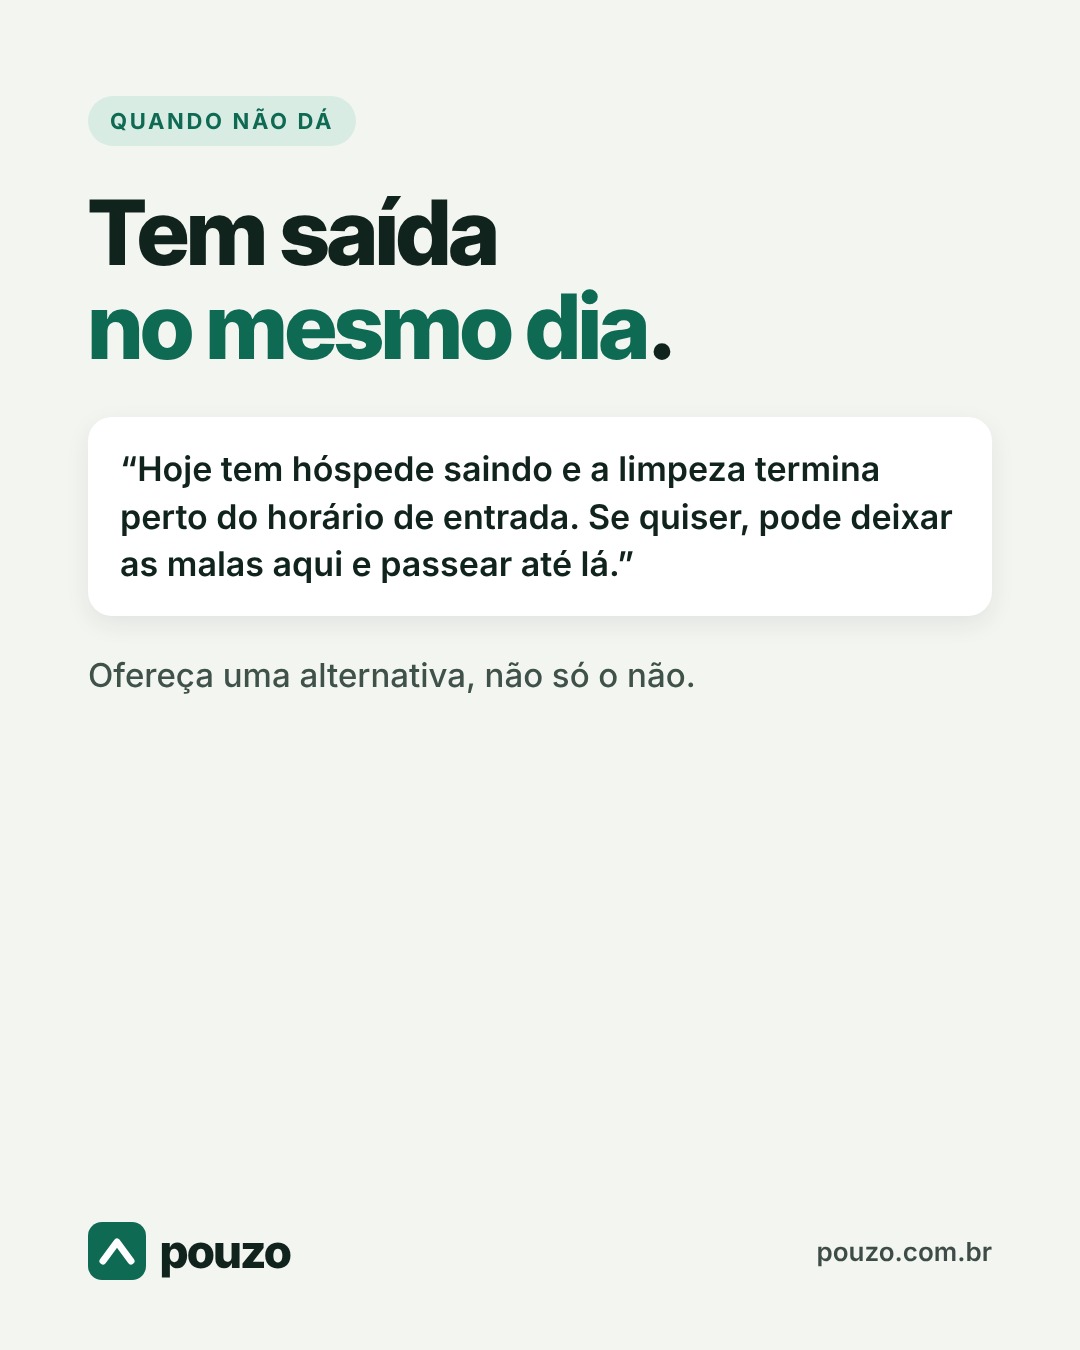 QUANDO NÃO DÁ
Tem saída
no mesmo dia.
“Hoje tem hóspede saindo e a limpeza termina
perto do horário de entrada. Se quiser, pode deixar
as malas aqui e passear até lá.”
Ofereça uma alternativa, não só o não.
pouzo
pouzo.com.br